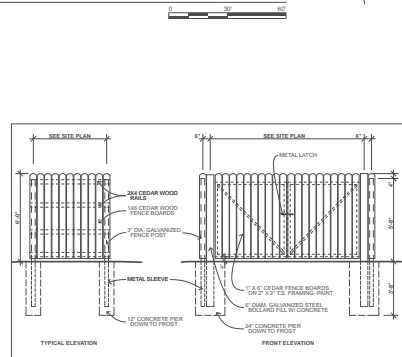 0 30' 60'
SEE SITE PLAN
6" SEE SITE PLAN 6"
METAL LATCH
2X4 CEDAR WOOD
RAILS
1X6 CEDAR WOOD
FENCE BOARDS
3" DIA. GALVANIZED
FENCE POST
METAL SLEEVE
12" CONCRETE PIER
DOWN TO FROST
6'-0"
1" X 6" CEDAR FENCE BOARDS
ON 2" X 2" T.S. FRAMING- PAINT
6" DIAM. GALVANIZED STEEL
BOLLARD FILL W/ CONCRETE
24" CONCRETE PIER
DOWN TO FROST
TYPICAL ELEVATION
FRONT ELEVATION